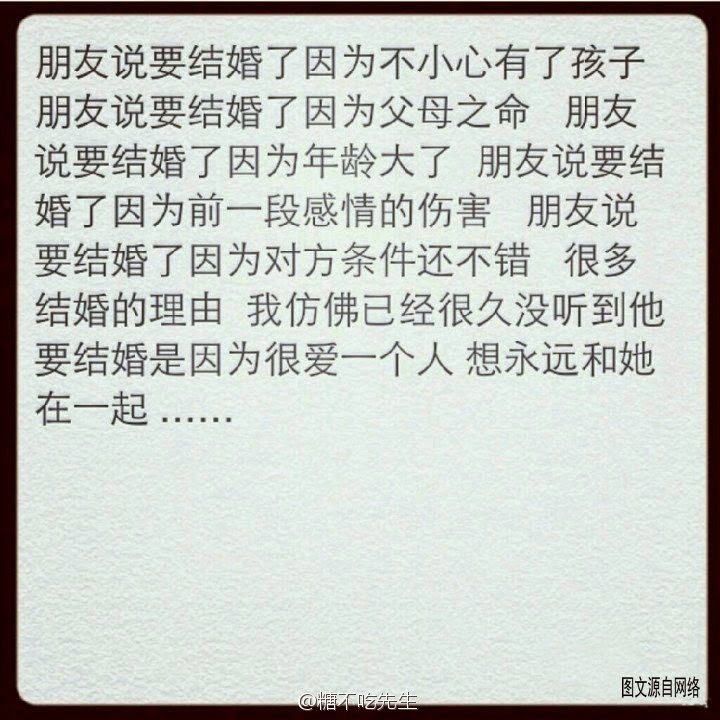 朋友说要结婚了因为不小心有了孩子
朋友说要结婚了因为父母之命 朋友
说要结婚了因为年龄大了 朋友说要结
婚了因为前一段感情的伤害 朋友说
要结婚了因为对方条件还不错 很多
结婚的理由 我仿佛已经很久没听到他
要结婚是因为很爱一个人 想永远和她
在一起 ......
图文源自网络
@糖不吃先生